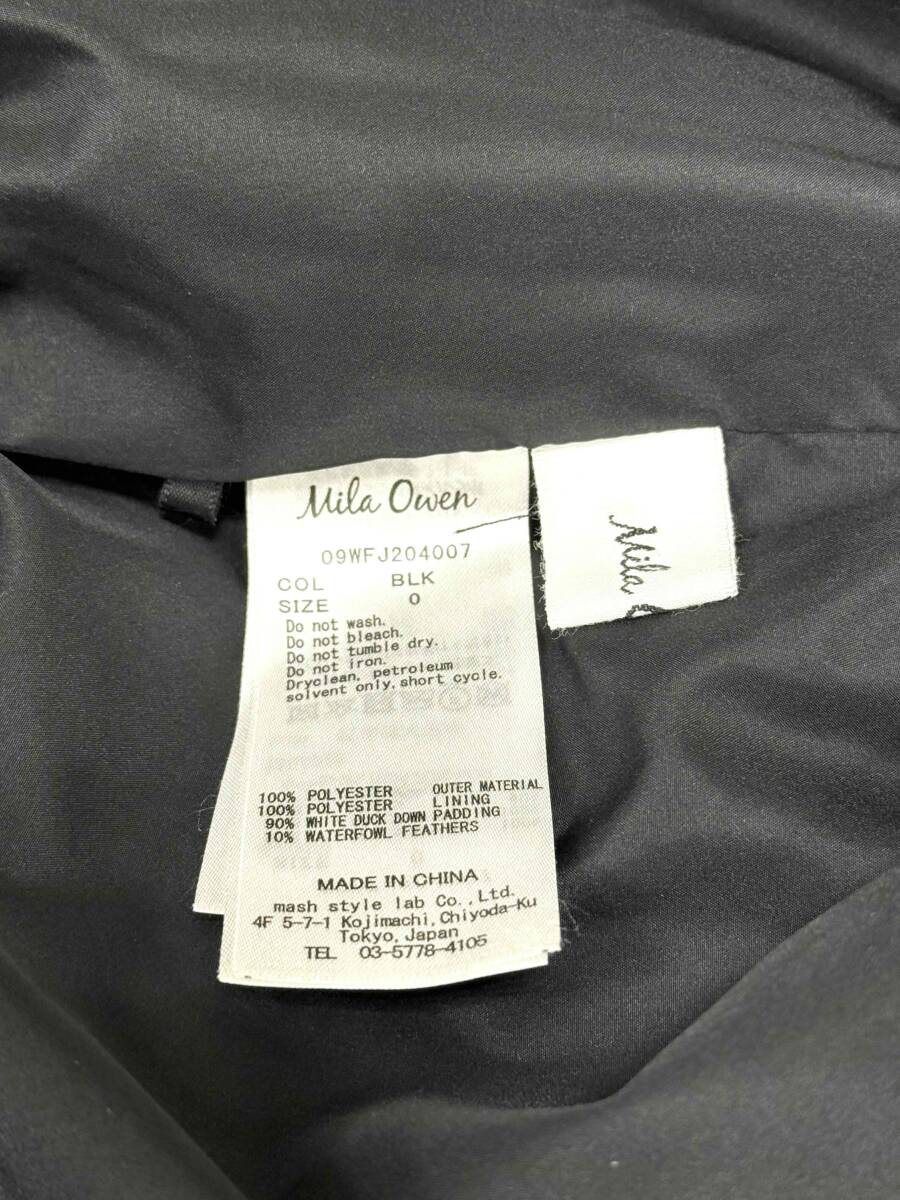 Mila Owen
09WFJ204007
COL BLK
SIZE 0
Do not wash.
Do not bleach.
Do not tumble dry.
Do not iron.
Dryclean, petroleum
solvent only, short cycle.
100% POLYESTER OUTER MATERIAL
100% POLYESTER LINING
90% WHITE DUCK DOWN PADDING
10% WATERFOWL FEATHERS
MADE IN CHINA
mash style lab Co., Ltd.
4F 5-7-1 Kojimachi, Chiyoda-Ku
Tokyo, Japan
TEL 03-5778-4105
Mila